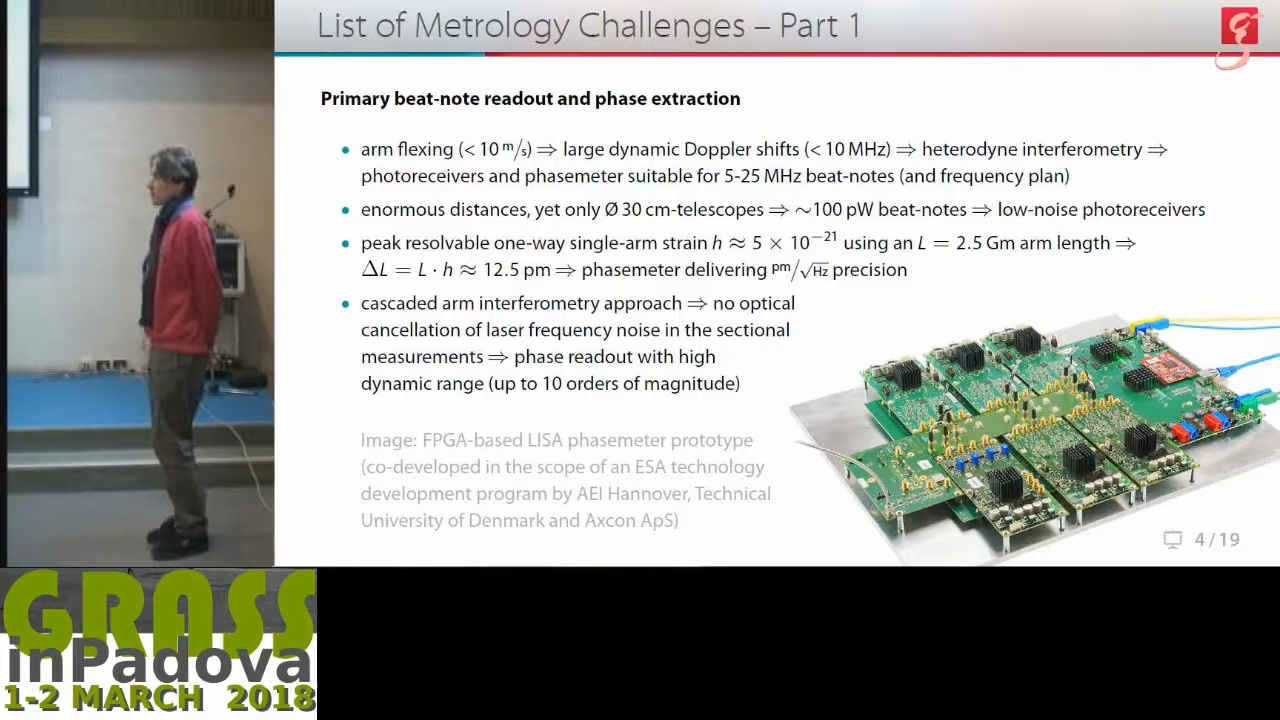 List of Metrology Challenges – Part 1
Primary beat-note readout and phase extraction
• arm flexing (< 10 m/s) ⇒ large dynamic Doppler shifts (< 10 MHz) ⇒ heterodyne interferometry ⇒
photoreceivers and phasemeter suitable for 5-25 MHz beat-notes (and frequency plan)
• enormous distances, yet only Ø 30 cm-telescopes ⇒ ~100 pW beat-notes ⇒ low-noise photoreceivers
• peak resolvable one-way single-arm strain h ≈ 5 × 10⁻²¹ using an L = 2.5 Gm arm length ⇒
ΔL = L · h ≈ 12.5 pm ⇒ phasemeter delivering pm/√Hz precision
• cascaded arm interferometry approach ⇒ no optical
cancellation of laser frequency noise in the sectional
measurements ⇒ phase readout with high
dynamic range (up to 10 orders of magnitude)
Image: FPGA-based LISA phasemeter prototype
(co-developed in the scope of an ESA technology
development program by AEI Hannover, Technical
University of Denmark and Axcon ApS)
4 / 19
GRASS
inPadova
1-2 MARCH 2018